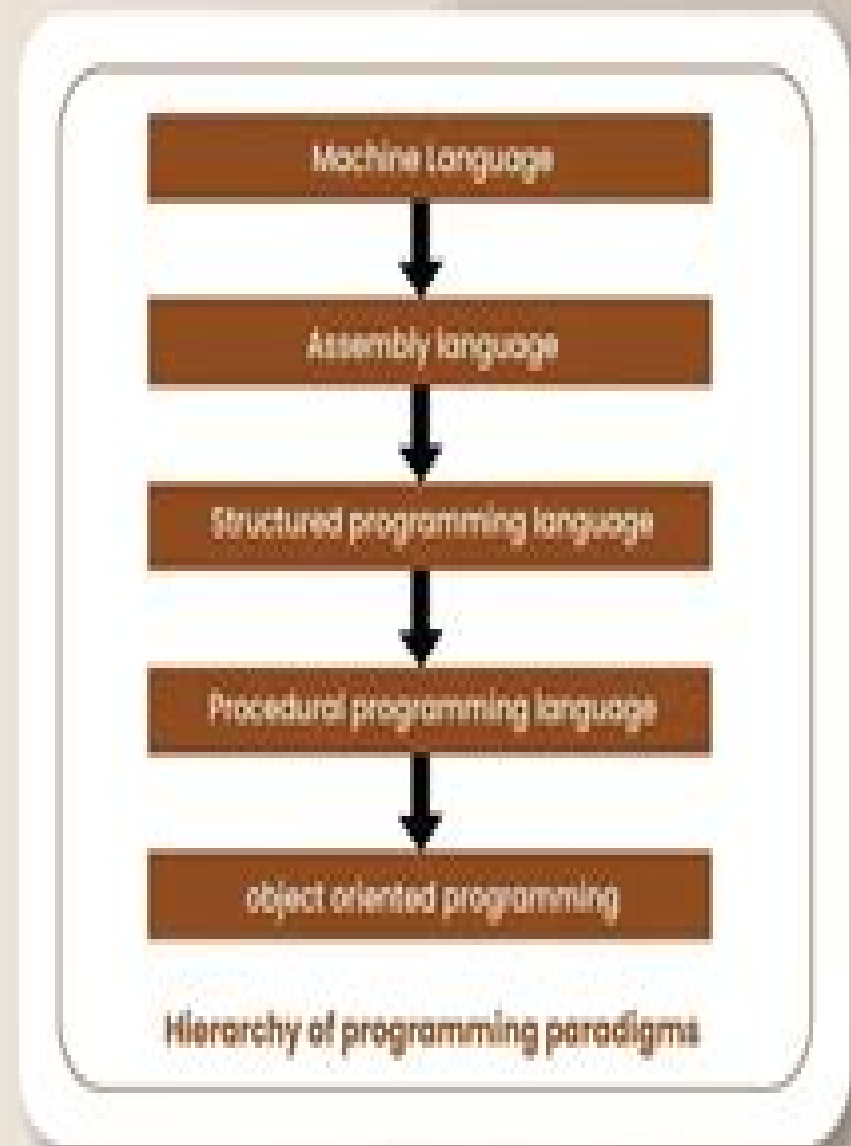 Machine Language
Assembly language
Structured programming language
Procedural programming language
object oriented programming
Hierarchy of programming paradigms